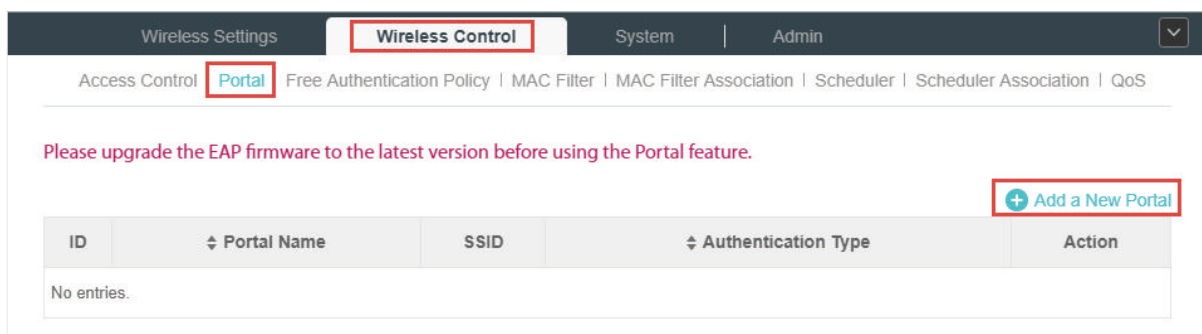 Wireless Settings Wireless Control System | Admin
Access Control Portal Free Authentication Policy | MAC Filter | MAC Filter Association | Scheduler | Scheduler Association | QoS
Please upgrade the EAP firmware to the latest version before using the Portal feature.
Add a New Portal
ID Portal Name SSID Authentication Type Action
No entries.